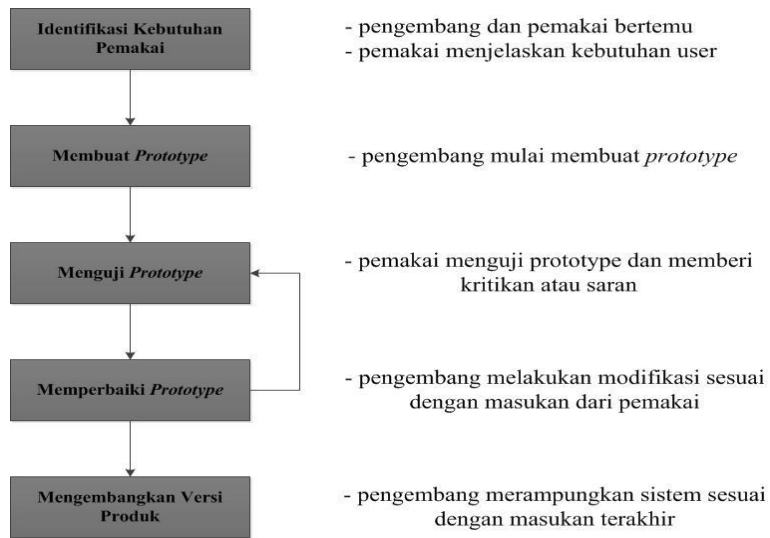 Identifikasi Kebutuhan
Pemakai
- pengembang dan pemakai bertemu
- pemakai menjelaskan kebutuhan user
Membuat Prototype
- pengembang mulai membuat prototype
Menguji Prototype
- pemakai menguji prototype dan memberi
kritikan atau saran
Memperbaiki Prototype
- pengembang melakukan modifikasi sesuai
dengan masukan dari pemakai
Mengembangkan Versi
Produk
- pengembang merampungkan sistem sesuai
dengan masukan terakhir